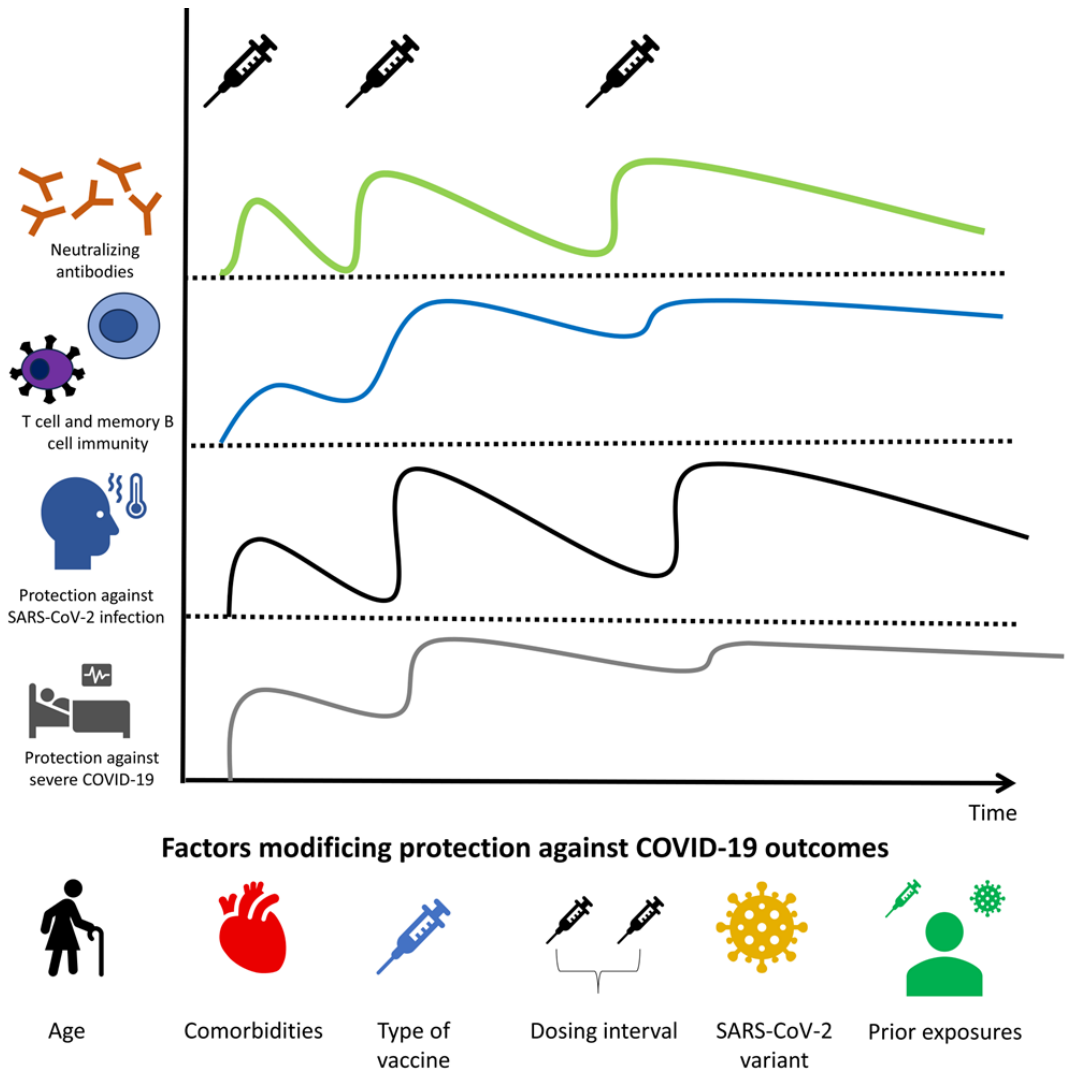 Neutralizing
antibodies
T cell and memory B
cell immunity
Protection against
SARS-CoV-2 infection
Protection against
severe COVID-19
Time
Factors modificing protection against COVID-19 outcomes
Age
Comorbidities
Type of
vaccine
Dosing interval
SARS-CoV-2
variant
Prior exposures